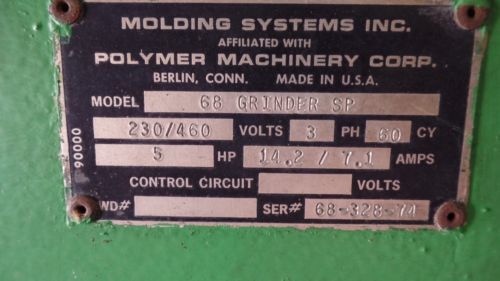 MOLDING SYSTEMS INC.
AFFILIATED WITH
POLYMER MACHINERY CORP.
BERLIN, CONN. MADE IN U.S.A.
MODEL 68 GRINDER SP
230/460 VOLTS 3 PH 60 CY
5 HP 14.2 / 7.1 AMPS
CONTROL CIRCUIT VOLTS
WD# SER# 68-328-74
90000